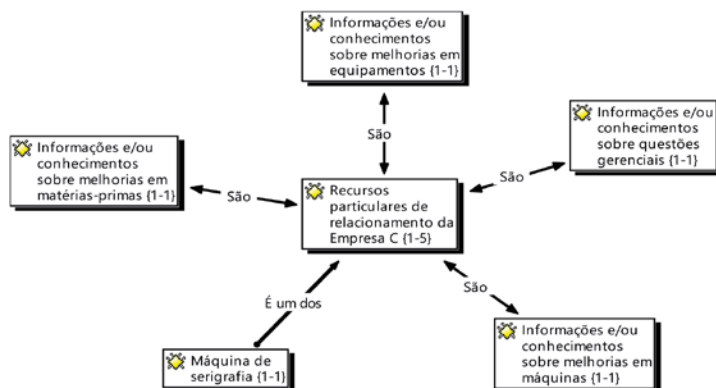 Informações e/ou
conhecimentos
sobre melhorias em
equipamentos {1-1}
São
Informações e/ou
conhecimentos
sobre questões
gerenciais {1-1}
São
Informações e/ou
conhecimentos
sobre melhorias em
matérias-primas {1-1}
São
Recursos
particulares de
relacionamento da
Empresa C {1-5}
São
É um dos
Informações e/ou
conhecimentos
sobre melhorias em
máquinas {1-1}
Máquina de
serigrafia {1-1}